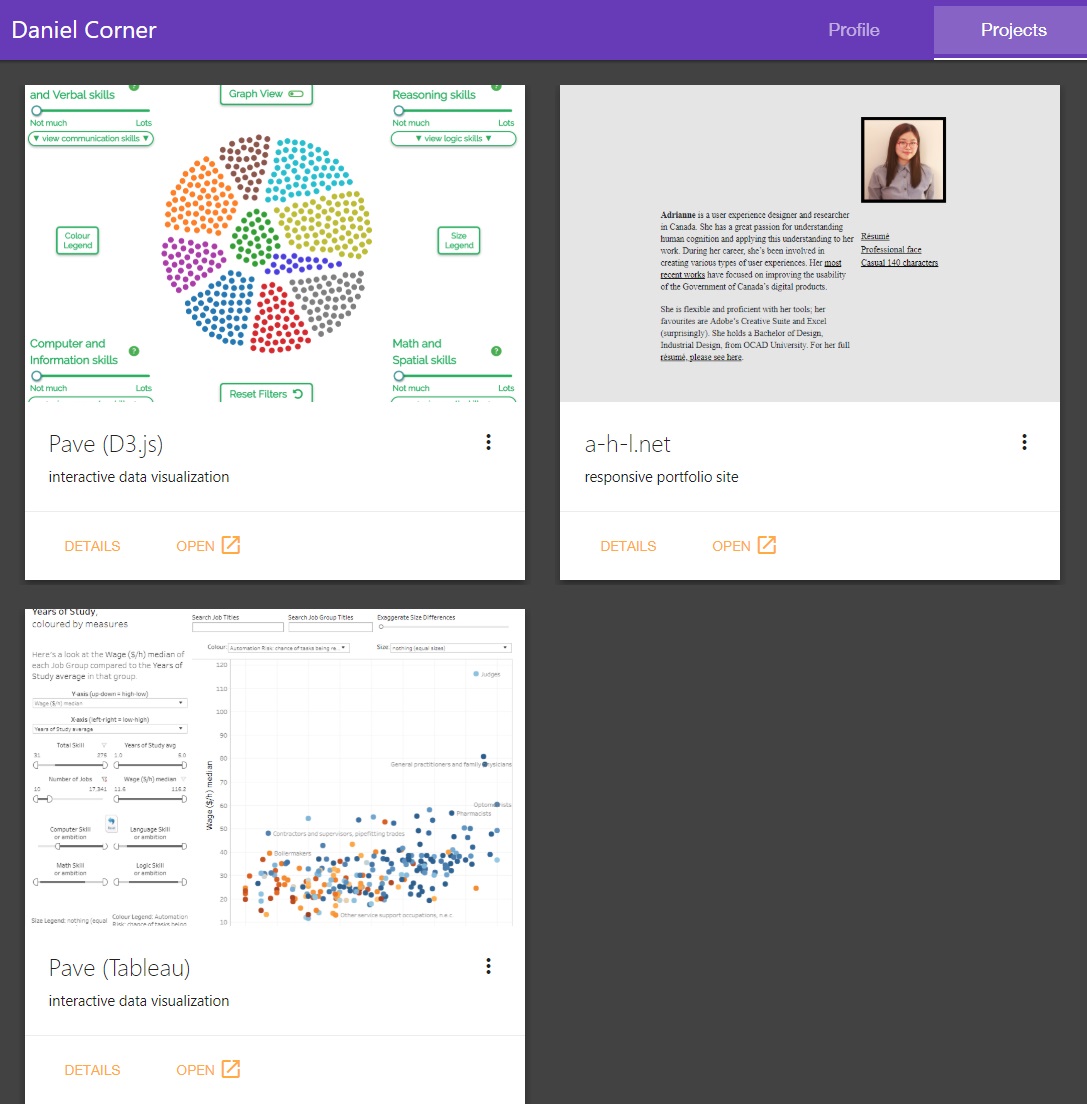 Daniel Corner
Profile
Projects
and Verbal skills
?
Not much
Lots
▼ view communication skills ▼
Graph View
Reasoning skills
?
Not much
Lots
▼ view logic skills ▼
Colour
Legend
Size
Legend
Computer and
Information skills
?
Not much
Lots
Reset Filters
Math and
Spatial skills
?
Not much
Lots
Pave (D3.js)
interactive data visualization
DETAILS
OPEN
Adrianne is a user experience designer and researcher
in Canada. She has a great passion for understanding
human cognition and applying this understanding to her
work. During her career, she's been involved in
creating various types of user experiences. Her most
recent works have focused on improving the usability
of the Government of Canada's digital products.
She is flexible and proficient with her tools; her
favourites are Adobe's Creative Suite and Excel
(surprisingly). She holds a Bachelor of Design,
Industrial Design, from OCAD University. For her full
résumé, please see here.
Résumé
Professional face
Casual 140 characters
a-h-l.net
responsive portfolio site
DETAILS
OPEN
Years of Study,
coloured by measures
Here's a look at the Wage ($/h) median of
each Job Group compared to the Years of
Study average in that group.
Y-axis (up-down = high-low)
Wage ($/h) median
X-axis (left-right = low-high)
Years of Study average
Total Skill
Years of Study avg
31
275
1.0
6.0
Number of Jobs
Wage ($/h) median
10
17,341
11.6
116.2
Computer Skill
or ambition
Language Skill
or ambition
Math Skill
or ambition
Logic Skill
or ambition
Size Legend: nothing (equal
Colour Legend: Automation
Risk: chance of tasks being
Search Job Titles
Search Job Group Titles
Exaggerate Size Differences
Colour:
Automation Risk: chance of tasks being re..
Size:
nothing (equal sizes)
Wage ($/h) median
120
110
100
90
80
70
60
50
40
30
20
10
Judges
General practitioners and family physicians
Optometrists
Pharmacists
Contractors and supervisors, pipefitting trades
Boilermakers
Other service support occupations, n.e.c
Pave (Tableau)
interactive data visualization
DETAILS
OPEN